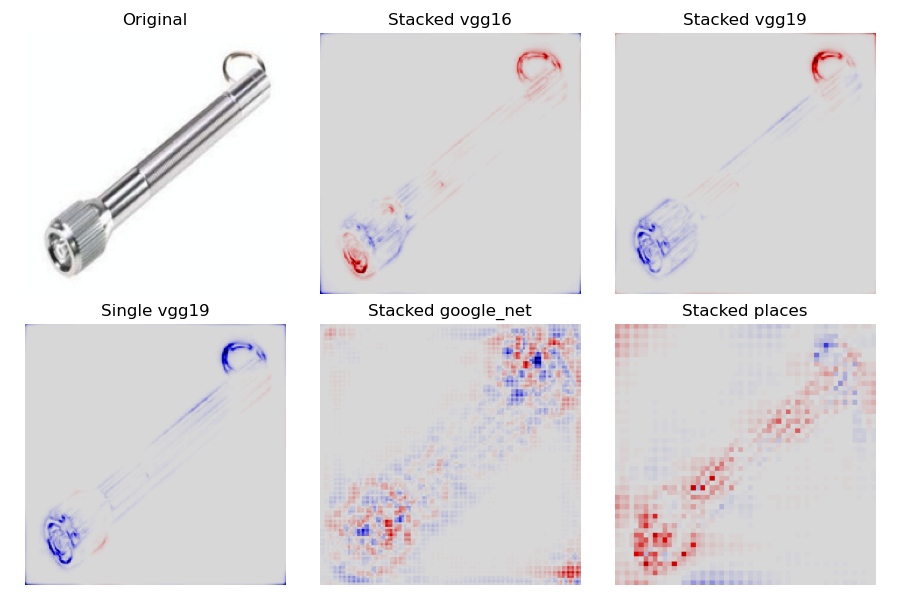 Original
Stacked vgg16
Stacked vgg19
Single vgg19
Stacked google_net
Stacked places